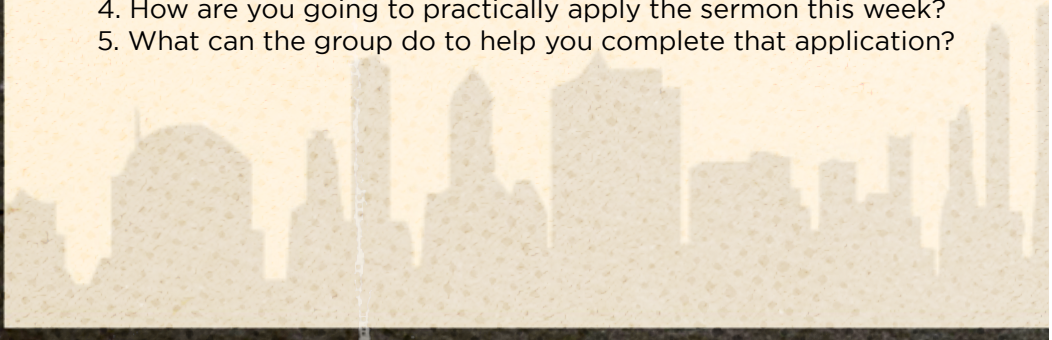 4. How are you going to practically apply the sermon this week?
5. What can the group do to help you complete that application?